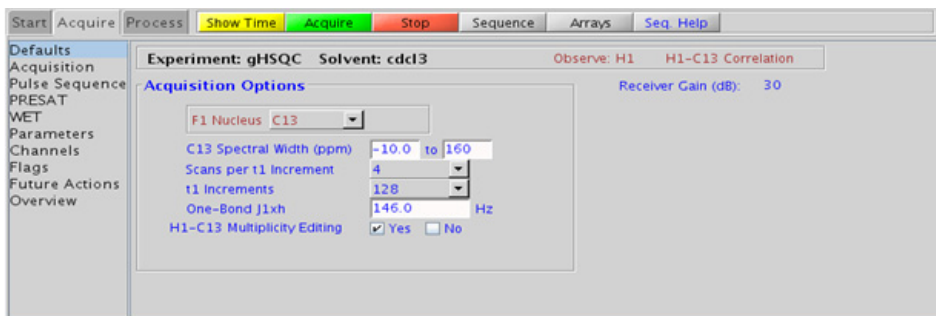 Start Acquire Process Show Time Acquire Stop Sequence Arrays Seq. Help
Defaults
Acquisition
Pulse Sequence
PRESAT
WET
Parameters
Channels
Flags
Future Actions
Overview
Experiment: gHSQC Solvent: cdcl3 Observe: H1 H1-C13 Correlation
Acquisition Options
Receiver Gain (dB): 30
F1 Nucleus C13
C13 Spectral Width (ppm) -10.0 to 160
Scans per t1 Increment 4
t1 Increments 128
One-Bond J1xh 146.0 Hz
H1-C13 Multiplicity Editing Yes No